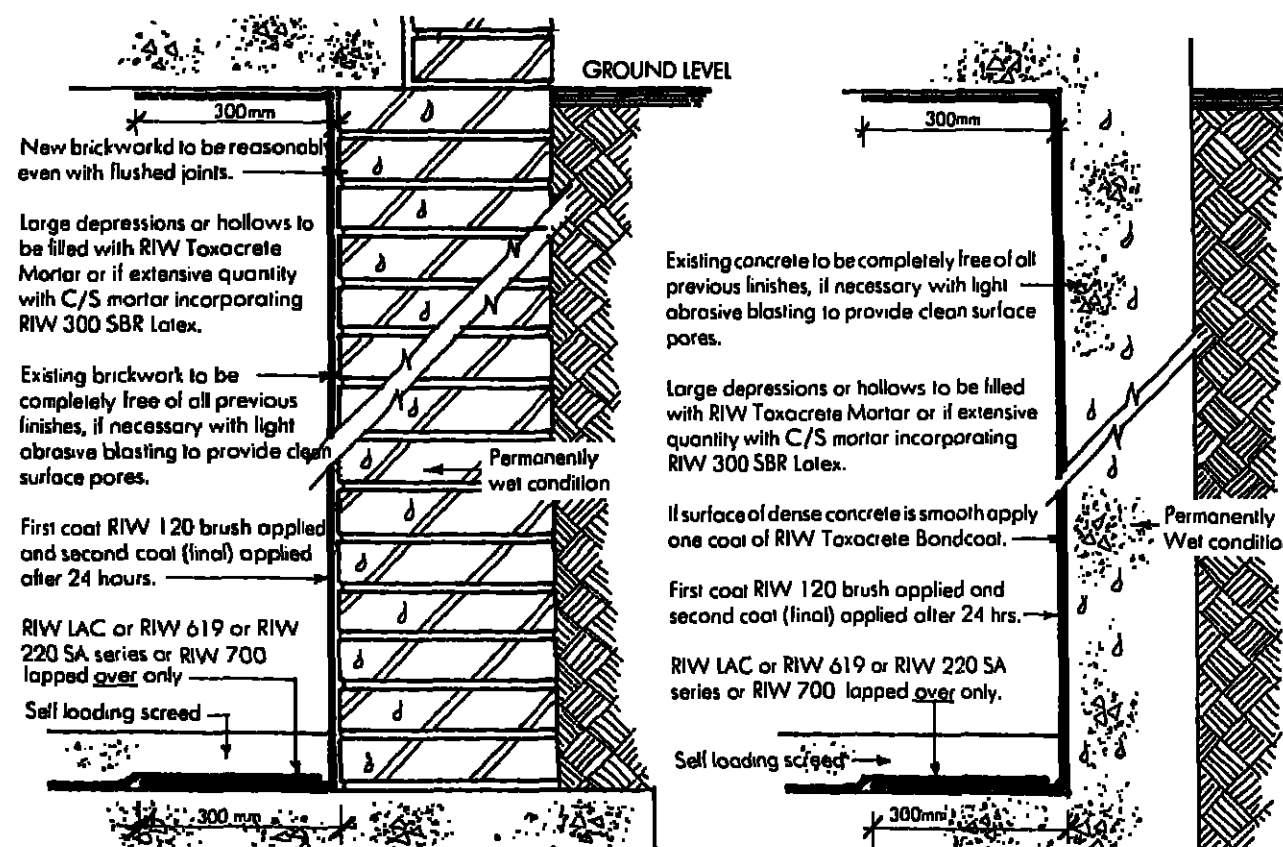 GROUND LEVEL
300mm
New brickworkd to be reasonably
even with flushed joints.
Large depressions or hollows to
be filled with RIW Toxacrete
Mortar or if extensive quantity
with C/S mortar incorporating
RIW 300 SBR Latex.
Existing brickwork to be
completely free of all previous
finishes, if necessary with light
abrasive blasting to provide clean
surface pores.
Permanently
wet condition
First coat RIW 120 brush applied
and second coat (final) applied
after 24 hours.
RIW LAC or RIW 619 or RIW
220 SA series or RIW 700
lapped over only
Self loading screed
300 mm
300mm
Existing concrete to be completely free of all
previous finishes, if necessary with light
abrasive blasting to provide clean surface
pores.
Large depressions or hollows to be filled
with RIW Toxacrete Mortar or if extensive
quantity with C/S mortar incorporating
RIW 300 SBR Latex.
If surface of dense concrete is smooth apply
one coat of RIW Toxacrete Bondcoat.
Permanently
Wet conditio
First coat RIW 120 brush applied and
second coat (final) applied after 24 hrs.
RIW LAC or RIW 619 or RIW 220 SA
series or RIW 700 lapped over only.
Self loading screed
300mm